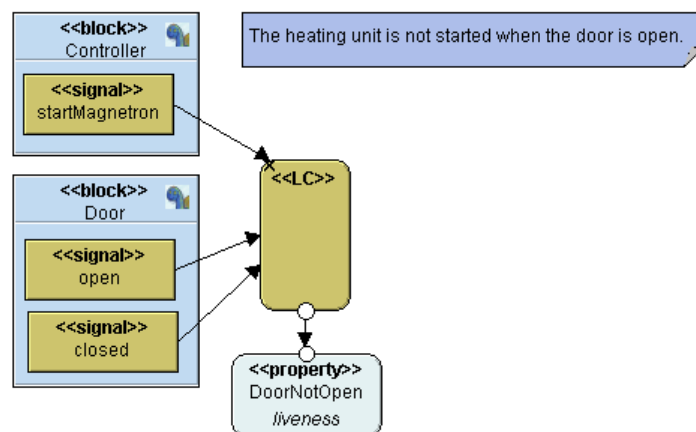 <<block>>
Controller
<<signal>>
startMagnetron
The heating unit is not started when the door is open.
<<block>>
Door
<<signal>>
open
<<signal>>
closed
<<LC>>
<<property>>
DoorNotOpen
liveness